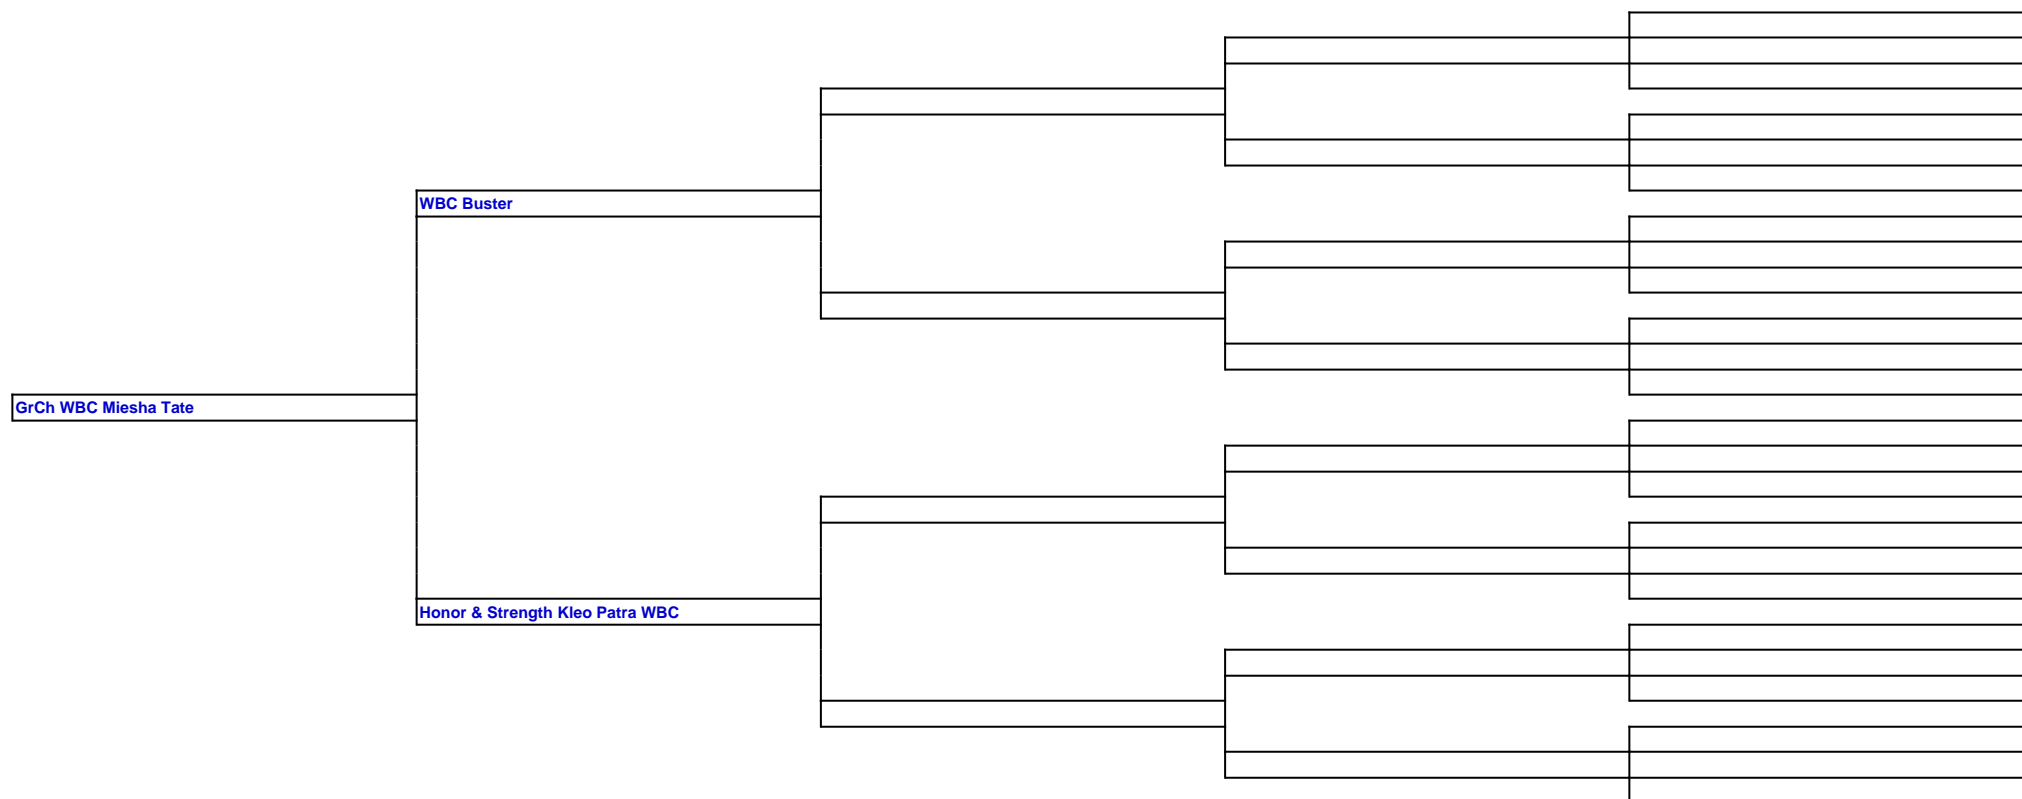 WBC Buster
GrCh WBC Miesha Tate
Honor & Strength Kleo Patra WBC